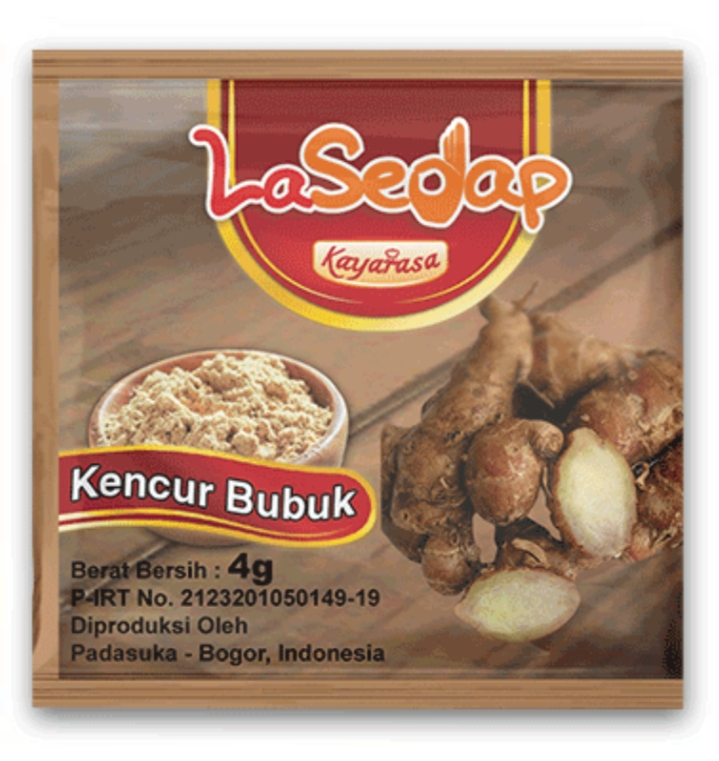 LaSedap
Kayarasa
Kencur Bubuk
Berat Bersih : 4g
P-IRT No. 2123201050149-19
Diproduksi Oleh
Padasuka - Bogor, Indonesia